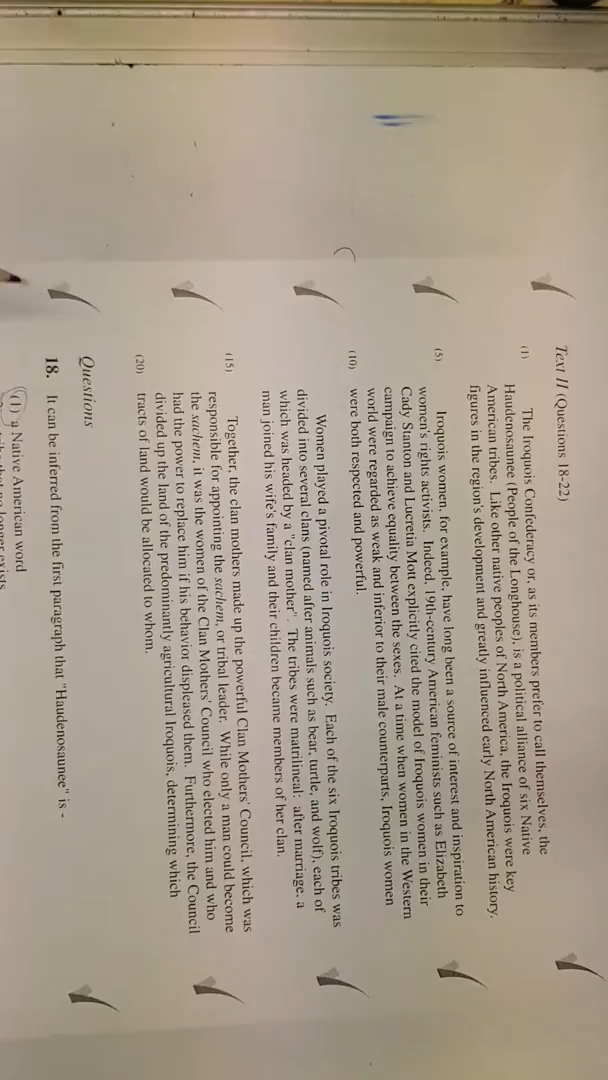 Text II (Questions 18-22)
(1) The Iroquois Confederacy or, as its members prefer to call themselves, the
Haudenosaunee (People of the Longhouse), is a political alliance of six Native
American tribes. Like other native peoples of North America, the Iroquois were key
figures in the region's development and greatly influenced early North American history.
(5) Iroquois women, for example, have long been a source of interest and inspiration to
women's rights activists. Indeed, 19th-century American feminists such as Elizabeth
Cady Stanton and Lucretia Mott explicitly cited the model of Iroquois women in their
campaign to achieve equality between the sexes. At a time when women in the Western
world were regarded as weak and inferior to their male counterparts, Iroquois women
(10) were both respected and powerful.
Women played a pivotal role in Iroquois society. Each of the six Iroquois tribes was
divided into several clans (named after animals such as bear, turtle, and wolf), each of
which was headed by a "clan mother". The tribes were matrilineal: after marriage, a
man joined his wife's family and their children became members of her clan.
(15) Together, the clan mothers made up the powerful Clan Mothers' Council, which was
responsible for appointing the sachem, or tribal leader. While only a man could become
the sachem, it was the women of the Clan Mothers' Council who elected him and who
had the power to replace him if his behavior displeased them. Furthermore, the Council
divided up the land of the predominantly agricultural Iroquois, determining which
(20) tracts of land would be allocated to whom.
Questions
18. It can be inferred from the first paragraph that "Haudenosaunee" is -
(1) a Native American word
that no longer exists